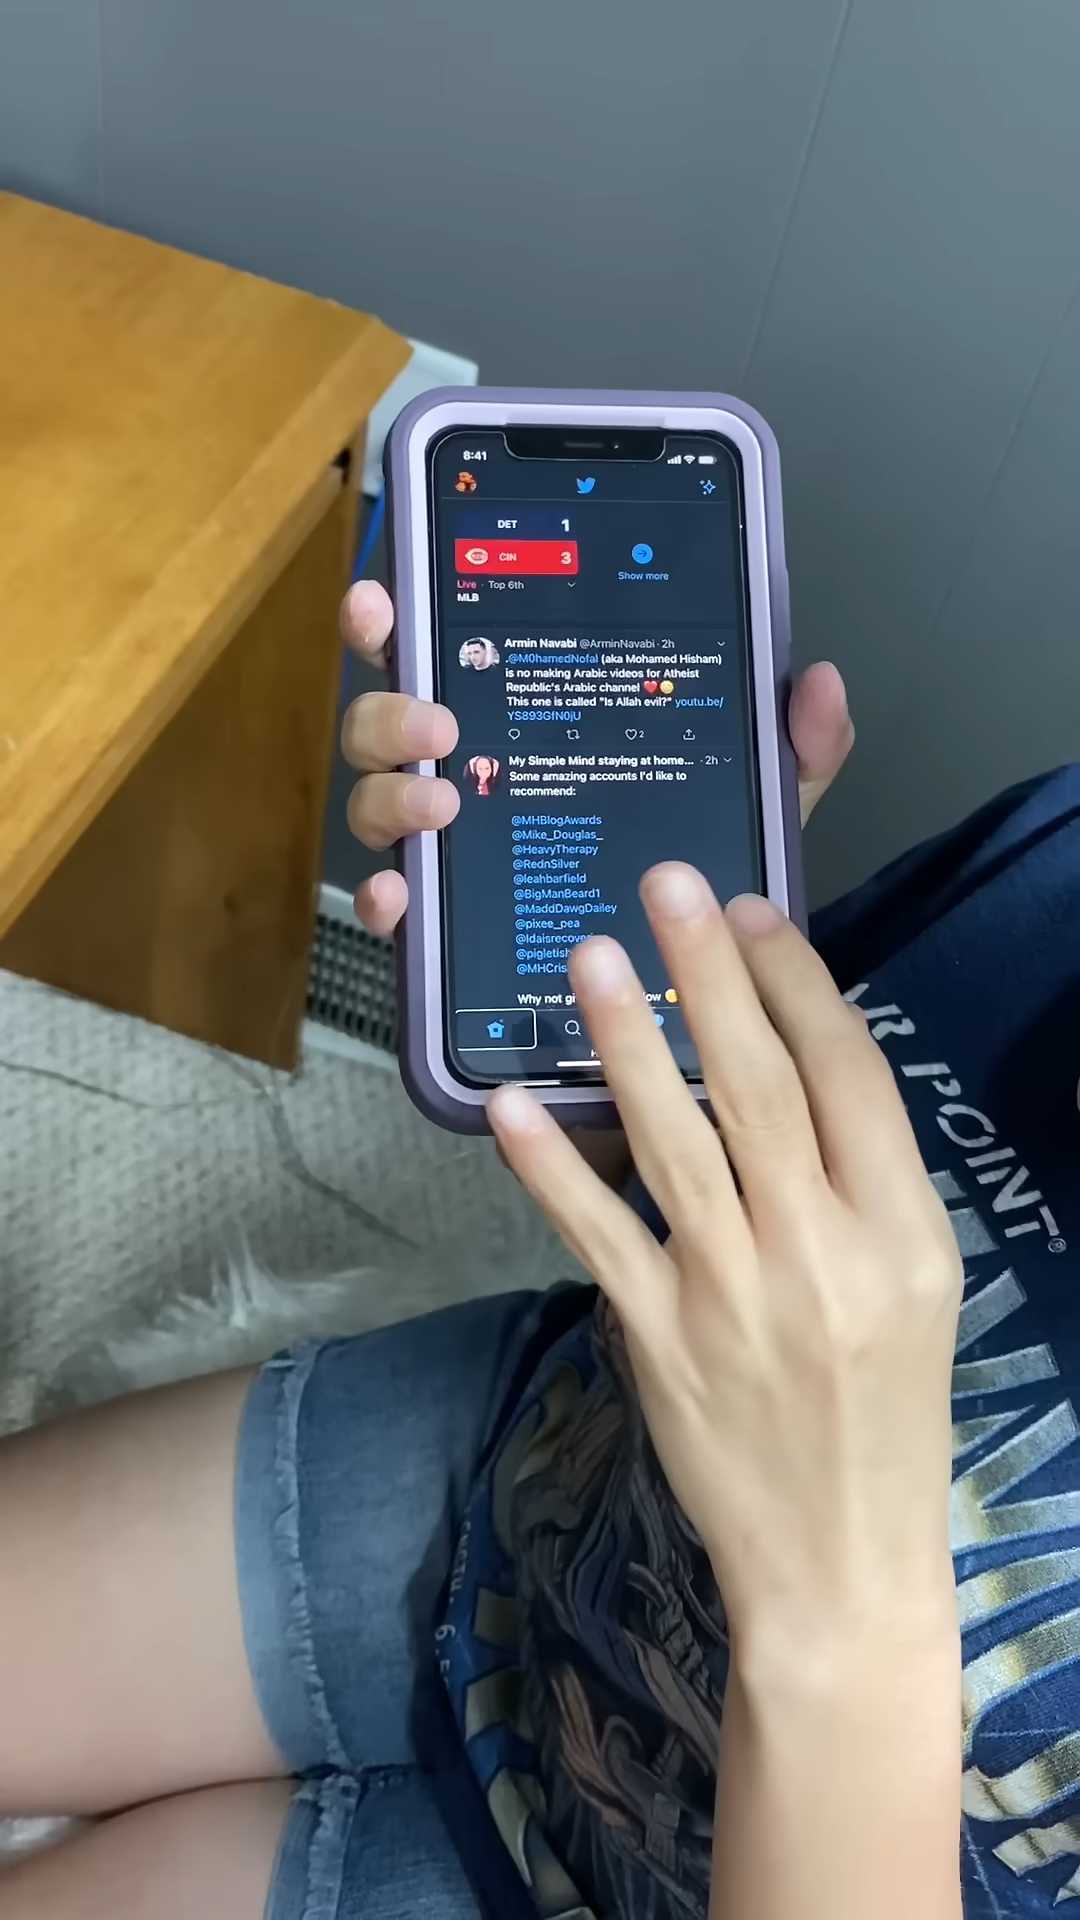 8:41
DET 1
CIN 3
Show more
Live · Top 6th
MLB
Armin Navabi @ArminNavabi · 2h
.@M0hamedNofal (aka Mohamed Hisham)
is no making Arabic videos for Atheist
Republic's Arabic channel ❤️😊
This one is called "Is Allah evil?" youtu.be/
YS893GfN0jU
2
My Simple Mind staying at home... · 2h
Some amazing accounts I'd like to
recommend:
@MHBlogAwards
@Mike_Douglas_
@HeavyTherapy
@RednSilver
@leahbarfield
@BigManBeard1
@MaddDawgDailey
@pixee_pea
Why not
POINT®